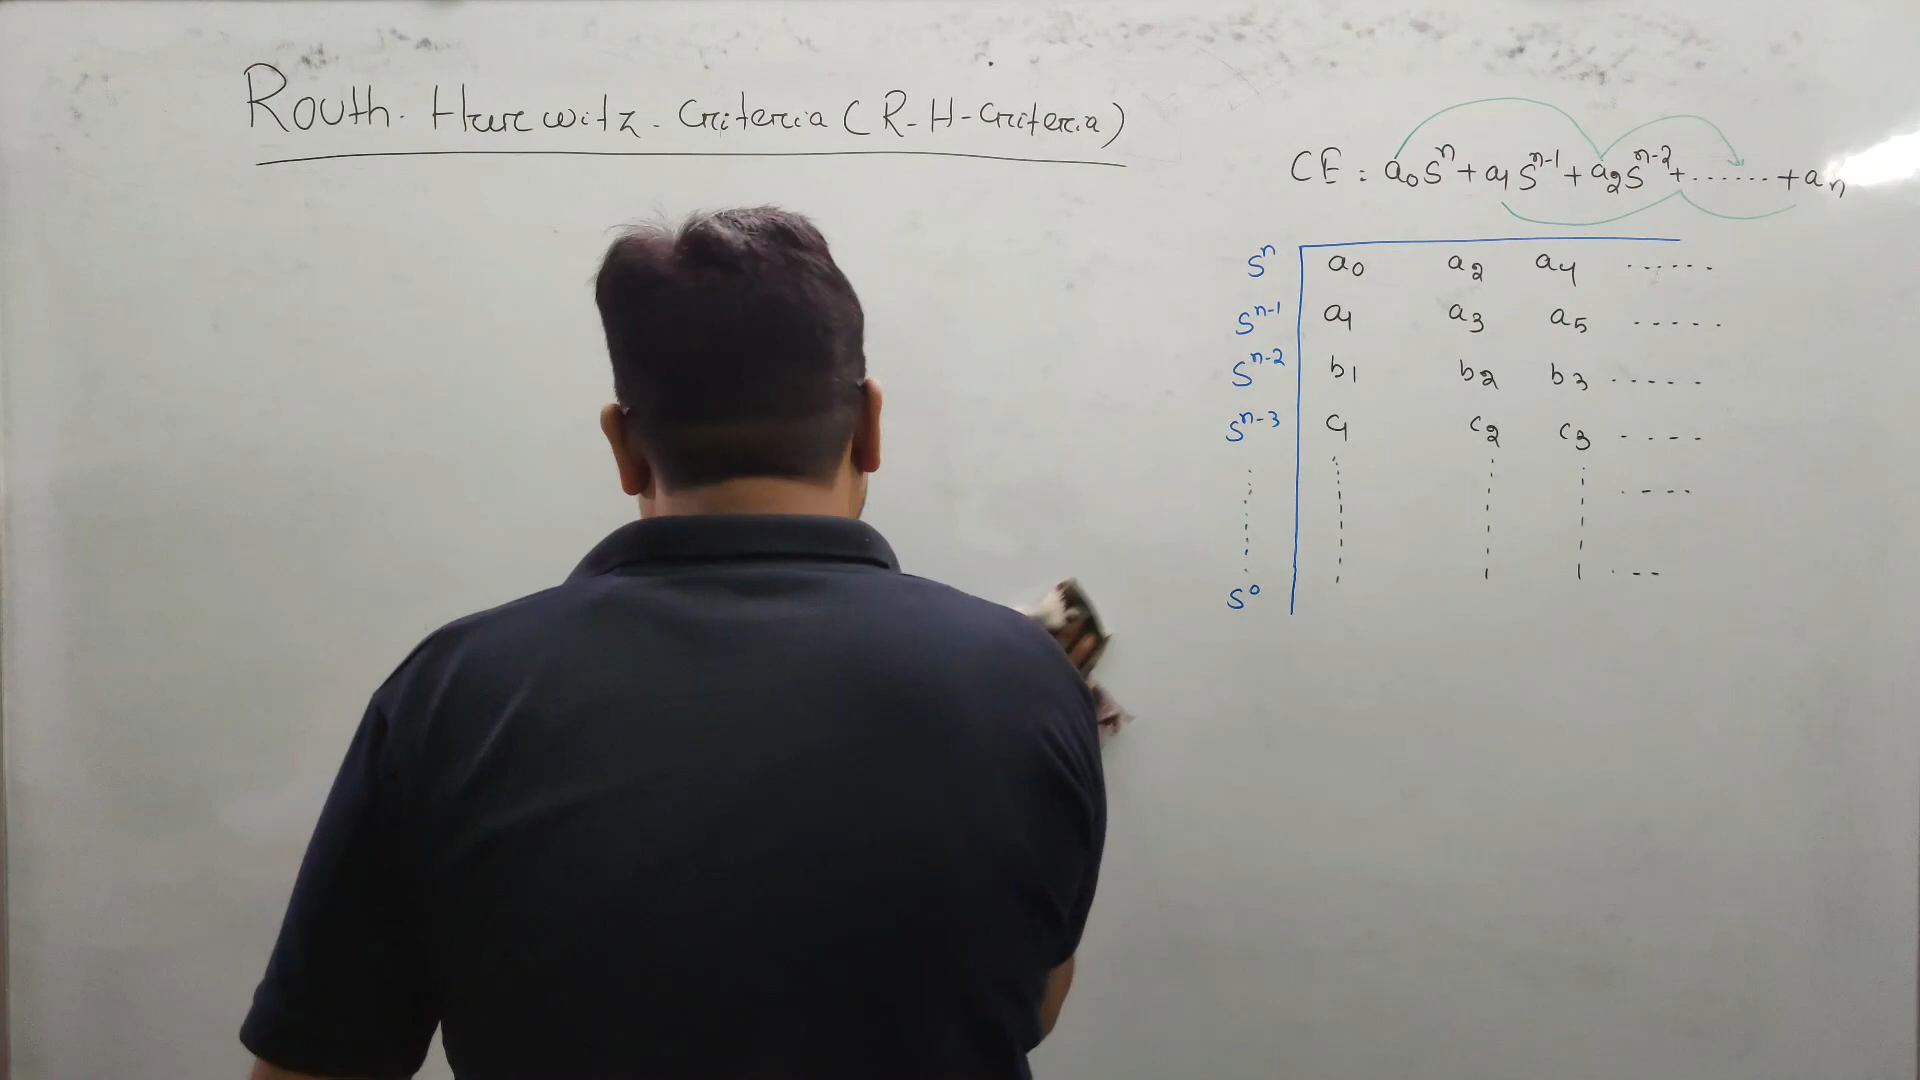 Routh. Hurewitz. Criteria (R-H-Criteria)
CE: a₀sⁿ + a₁sⁿ⁻¹ + a₂sⁿ⁻² + ....... + aₙ
sⁿ a₀ a₂ a₄ ......
sⁿ⁻¹ a₁ a₃ a₅ .....
sⁿ⁻² b₁ b₂ b₃ .....
sⁿ⁻³ c₁ c₂ c₃ ....
s⁰